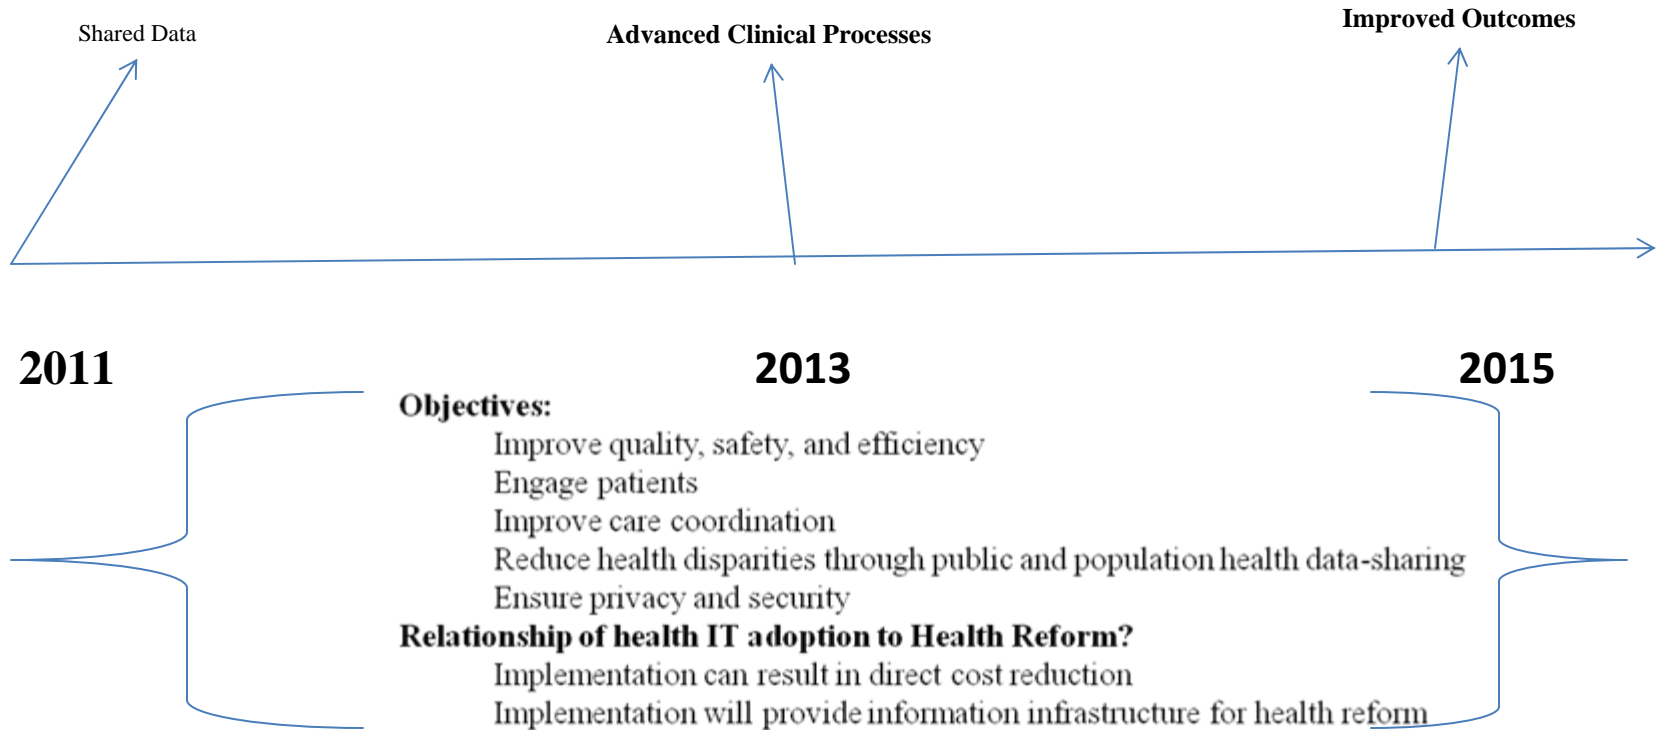 Shared Data
Advanced Clinical Processes
Improved Outcomes
2011
2013
2015
Objectives:
Improve quality, safety, and efficiency
Engage patients
Improve care coordination
Reduce health disparities through public and population health data-sharing
Ensure privacy and security
Relationship of health IT adoption to Health Reform?
Implementation can result in direct cost reduction
Implementation will provide information infrastructure for health reform